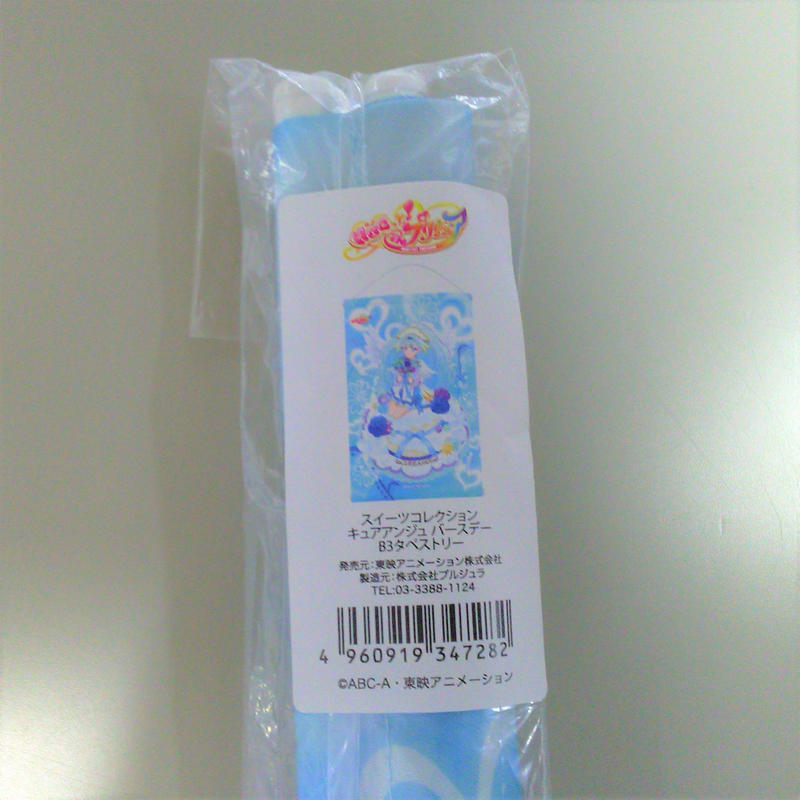 スイーツコレクション
キュアアンジュ バースデー
B3タペストリー
発売元:東映アニメーション株式会社
製造元:株式会社プルジュラ
TEL:03-3388-1124
4 960919 347282
©ABC-A・東映アニメーション